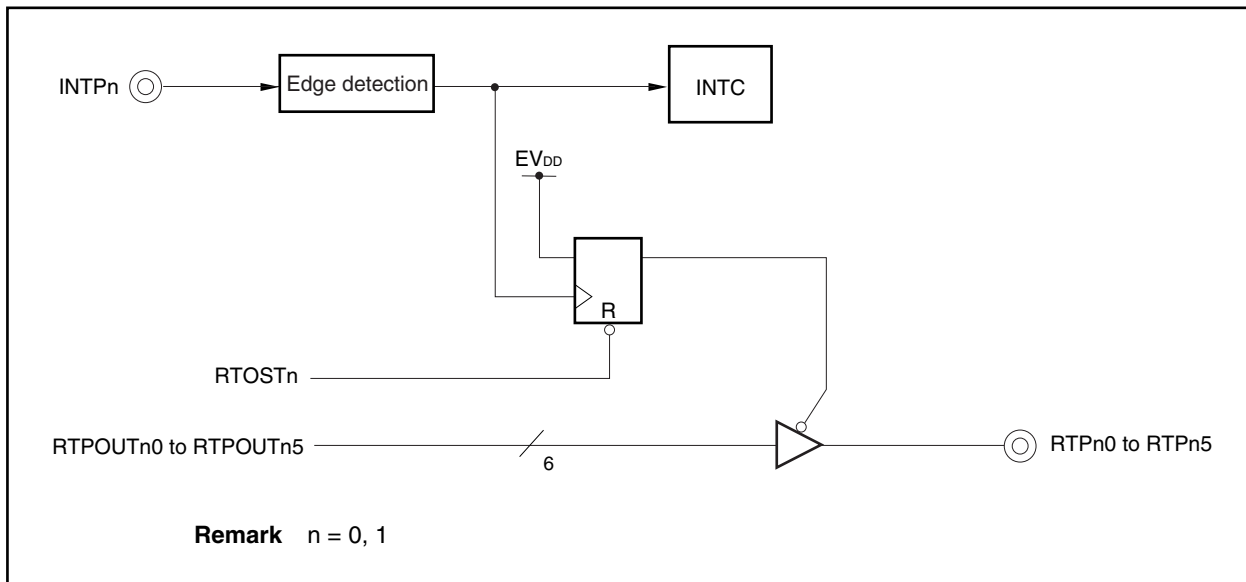 INTPn
Edge detection
INTC
EVDD
R
RTOSTn
RTPOUTn0 to RTPOUTn5
6
RTPn0 to RTPn5
Remark n = 0, 1